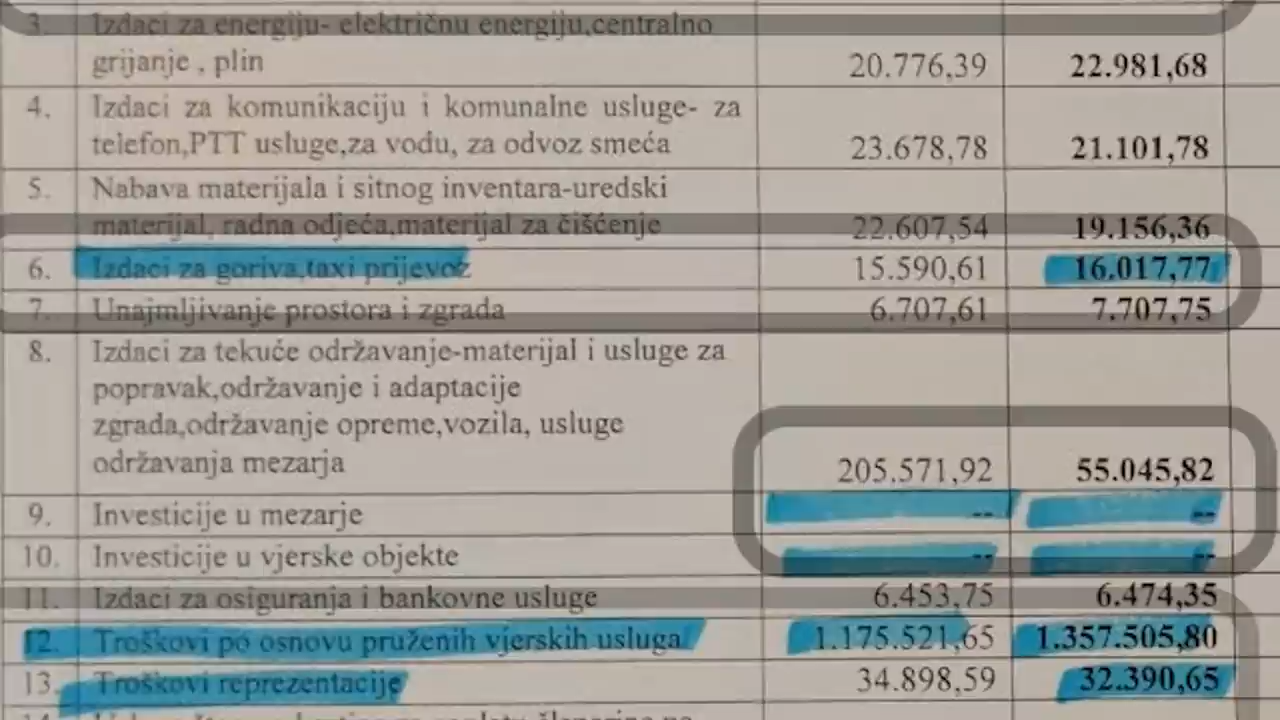 3. Izdaci za energiju- električnu energiju,centralno
grijanje , plin 20.776,39 22.981,68
4. Izdaci za komunikaciju i komunalne usluge- za
telefon,PTT usluge,za vodu, za odvoz smeća 23.678,78 21.101,78
5. Nabava materijala i sitnog inventara-uredski
materijal, radna odjeća,materijal za čišćenje 22.607,54 19.156,36
6. Izdaci za goriva,taxi prijevoz 15.590,61 16.017,77
7. Unajmljivanje prostora i zgrada 6.707,61 7.707,75
8. Izdaci za tekuće održavanje-materijal i usluge za
popravak,održavanje i adaptacije
zgrada,održavanje opreme,vozila, usluge
održavanja mezarja 205.571,92 55.045,82
9. Investicije u mezarje -- --
10. Investicije u vjerske objekte -- --
11. Izdaci za osiguranja i bankovne usluge 6.453,75 6.474,35
12. Troškovi po osnovu pruženih vjerskih usluga 1.175.521,65 1.357.505,80
13. Troškovi reprezentacije 34.898,59 32.390,65